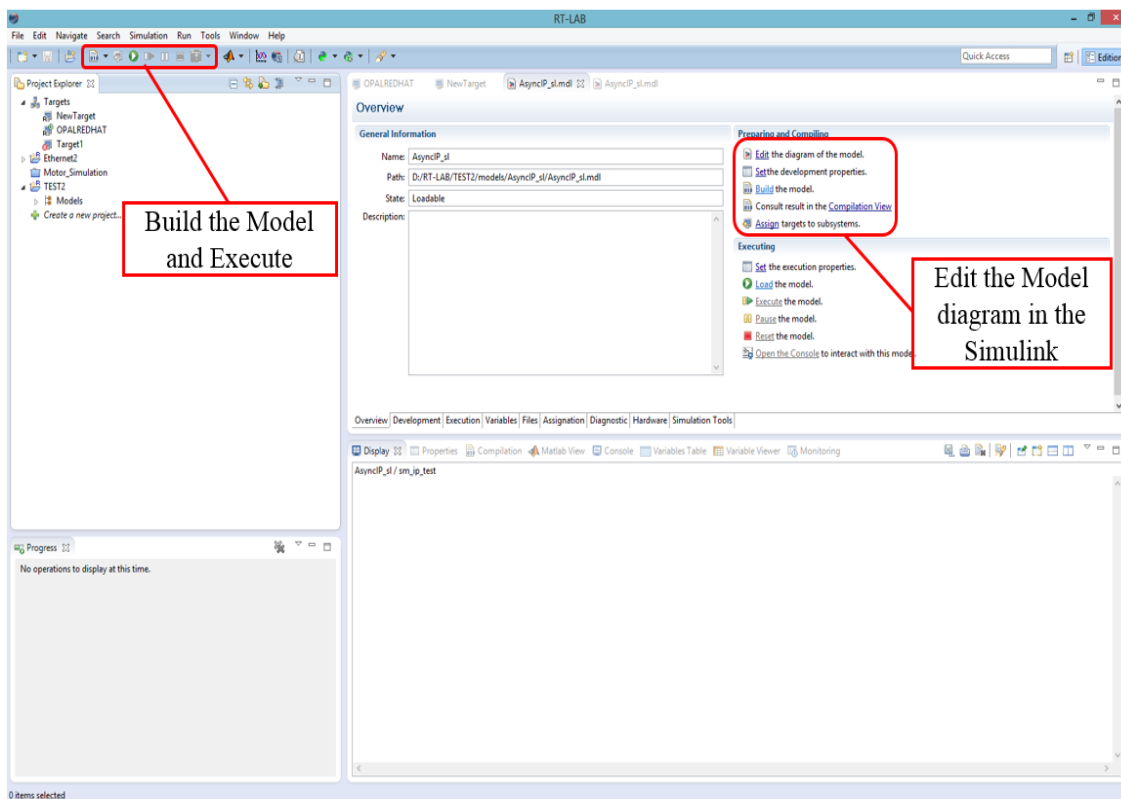 RT-LAB
File Edit Navigate Search Simulation Run Tools Window Help
Quick Access
Edition
Project Explorer
Targets
NewTarget
OPALREDHAT
Target1
Ethernet2
Motor_Simulation
TEST2
Models
Create a new project...
Build the Model
and Execute
OPALREDHAT NewTarget AsyncIP_sl.mdl AsyncIP_sl.mdl
Overview
General Information
Name: AsyncIP_sl
Path: D:/RT-LAB/TEST2/models/AsyncIP_sl/AsyncIP_sl.mdl
State: Loadable
Description:
Preparing and Compiling
Edit the diagram of the model.
Set the development properties.
Build the model.
Consult result in the Compilation View
Assign targets to subsystems.
Executing
Set the execution properties.
Load the model.
Execute the model.
Pause the model.
Reset the model.
Open the Console to interact with this model
Edit the Model
diagram in the
Simulink
Overview Development Execution Variables Files Assignation Diagnostic Hardware Simulation Tools
Display Properties Compilation Matlab View Console Variables Table Variable Viewer Monitoring
AsyncIP_sl / sm_ip_test
Progress
No operations to display at this time.
0 items selected